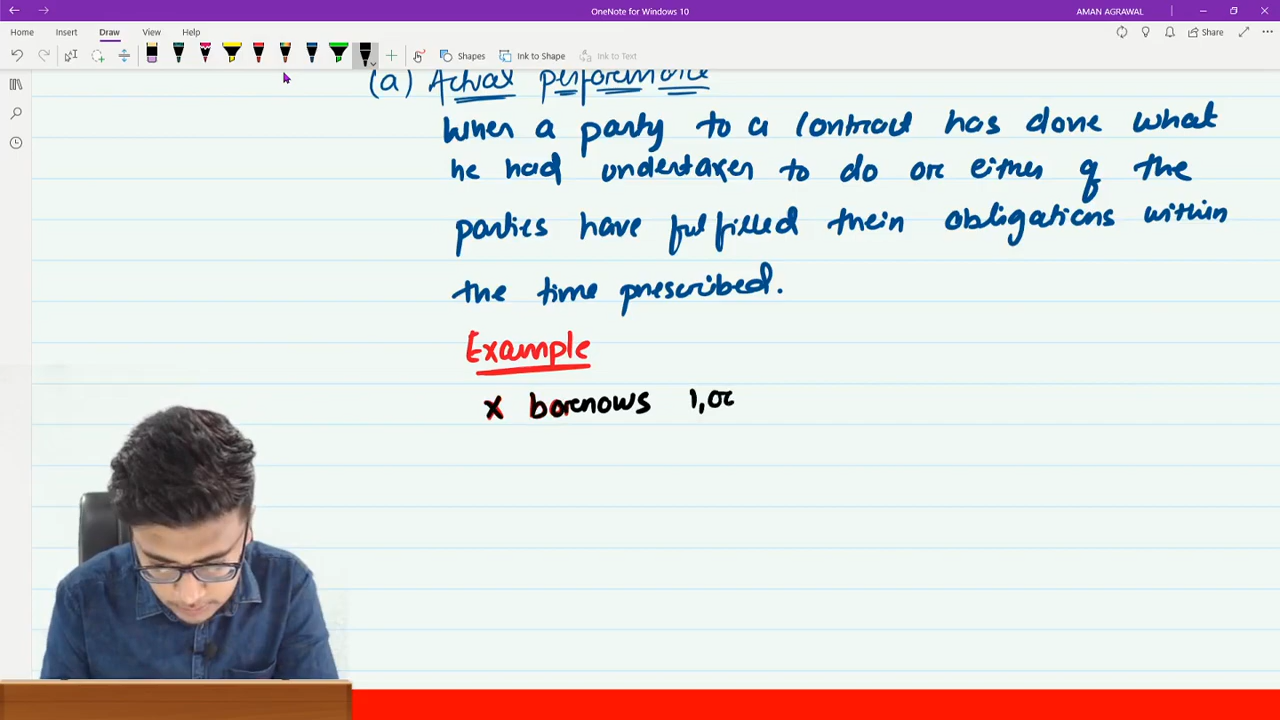 OneNote for Windows 10
AMAN AGRAWAL
Home Insert Draw View Help
Share
Shapes Ink to Shape Ink to Text
(a) Actual performance
When a party to a contract has done what
he had undertaken to do or either of the
parties have fulfilled their obligations within
the time prescribed.
Example
X borrows 1,00